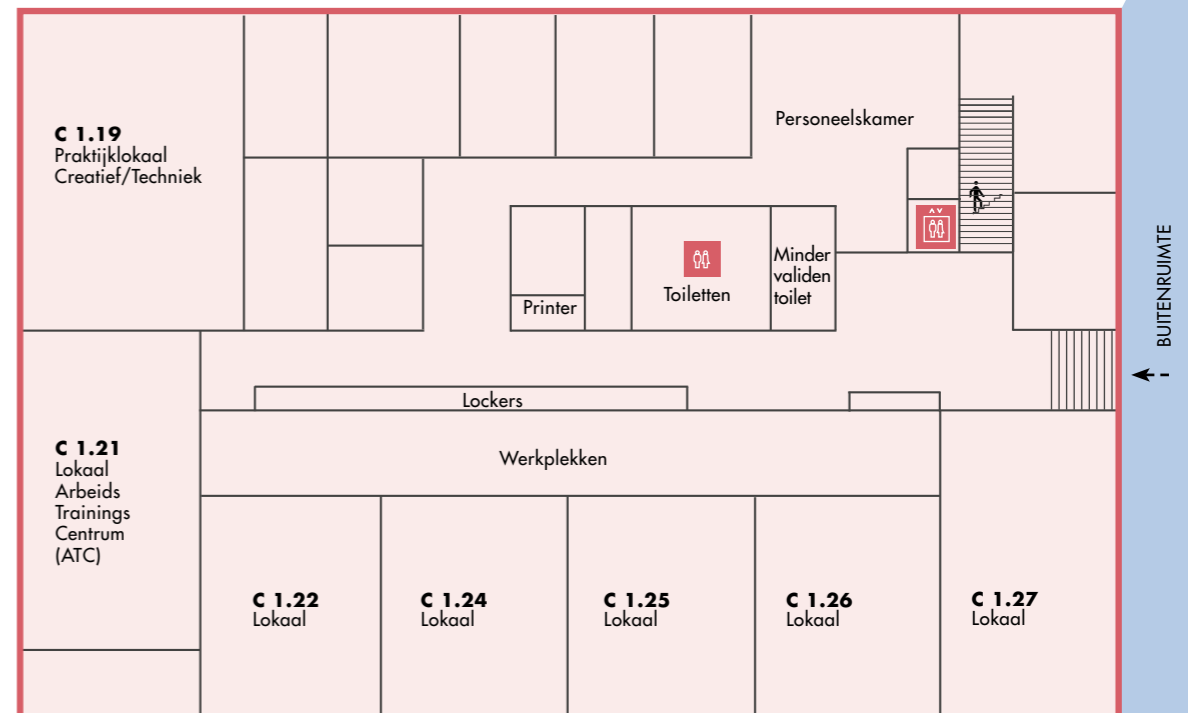 C 1.19
Praktijklokaal
Creatief/Techniek
Personeelskamer
Printer
Toiletten
Minder
validen
toilet
BUITENRUIMTE
Lockers
Werkplekken
C 1.21
Lokaal
Arbeids
Trainings
Centrum
(ATC)
C 1.22
Lokaal
C 1.24
Lokaal
C 1.25
Lokaal
C 1.26
Lokaal
C 1.27
Lokaal